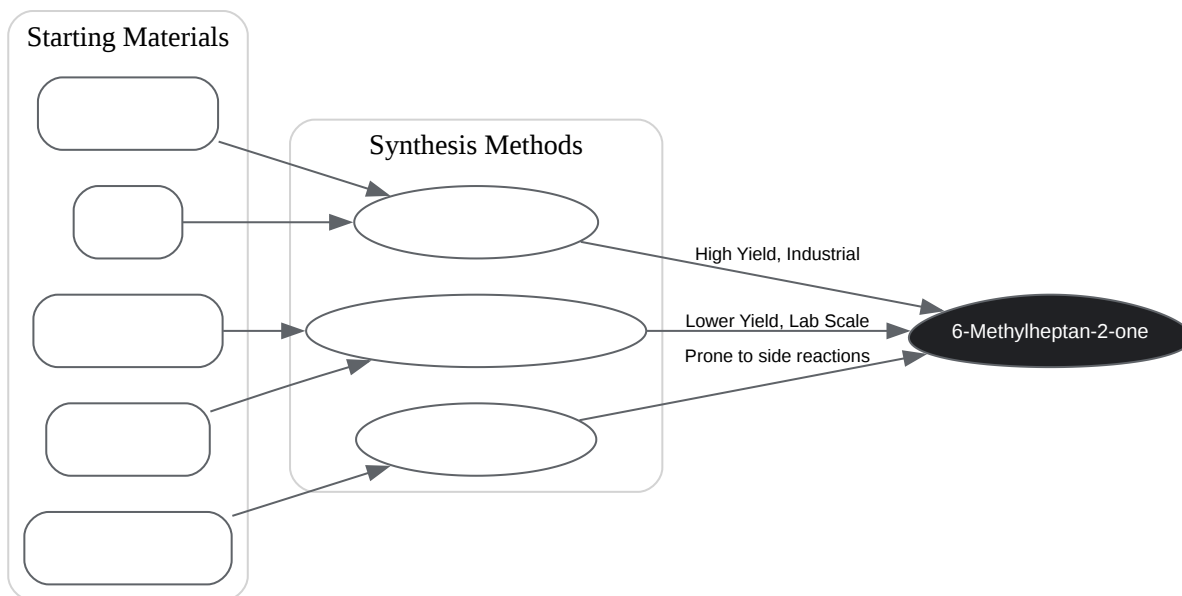 Starting Materials
Synthesis Methods
High Yield, Industrial
Lower Yield, Lab Scale
Prone to side reactions
6-Methylheptan-2-one